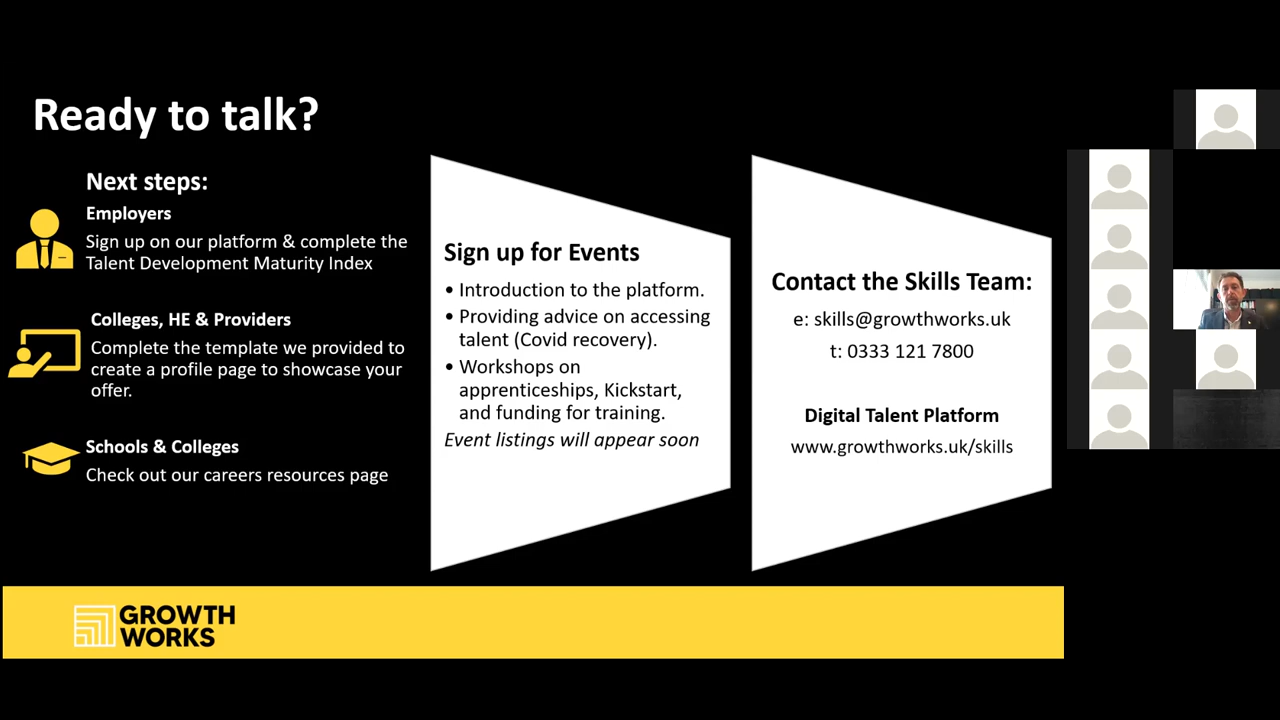 Ready to talk?
Next steps:
Employers
Sign up on our platform & complete the
Talent Development Maturity Index
Colleges, HE & Providers
Complete the template we provided to
create a profile page to showcase your
offer.
Schools & Colleges
Check out our careers resources page
Sign up for Events
• Introduction to the platform.
• Providing advice on accessing
talent (Covid recovery).
• Workshops on
apprenticeships, Kickstart,
and funding for training.
Event listings will appear soon
Contact the Skills Team:
e: skills@growthworks.uk
t: 0333 121 7800
Digital Talent Platform
www.growthworks.uk/skills
GROWTH
WORKS